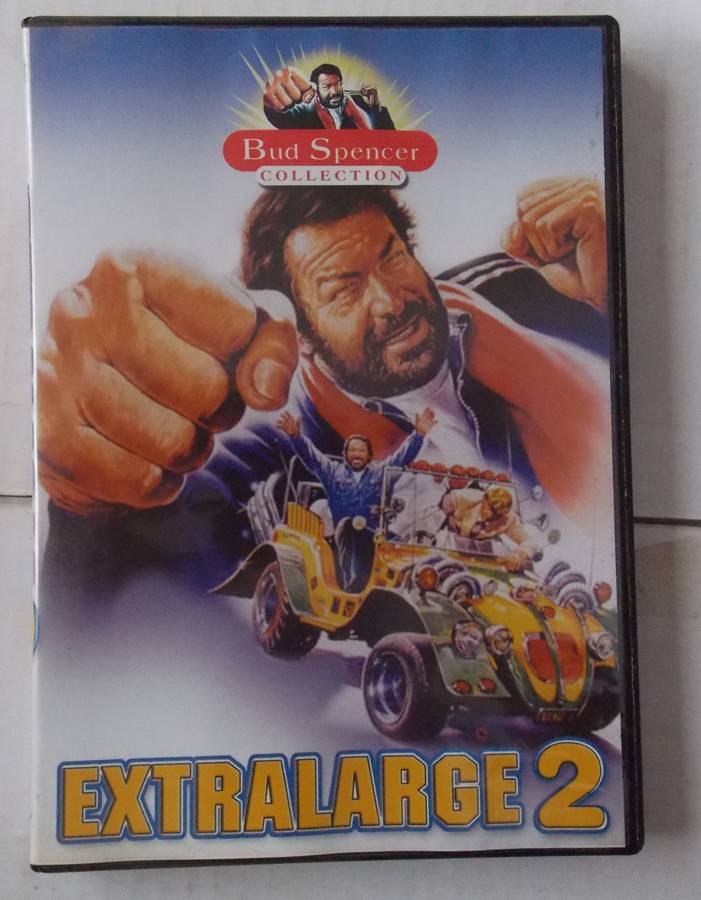 Bud Spencer
COLLECTION
EXTRALARGE 2